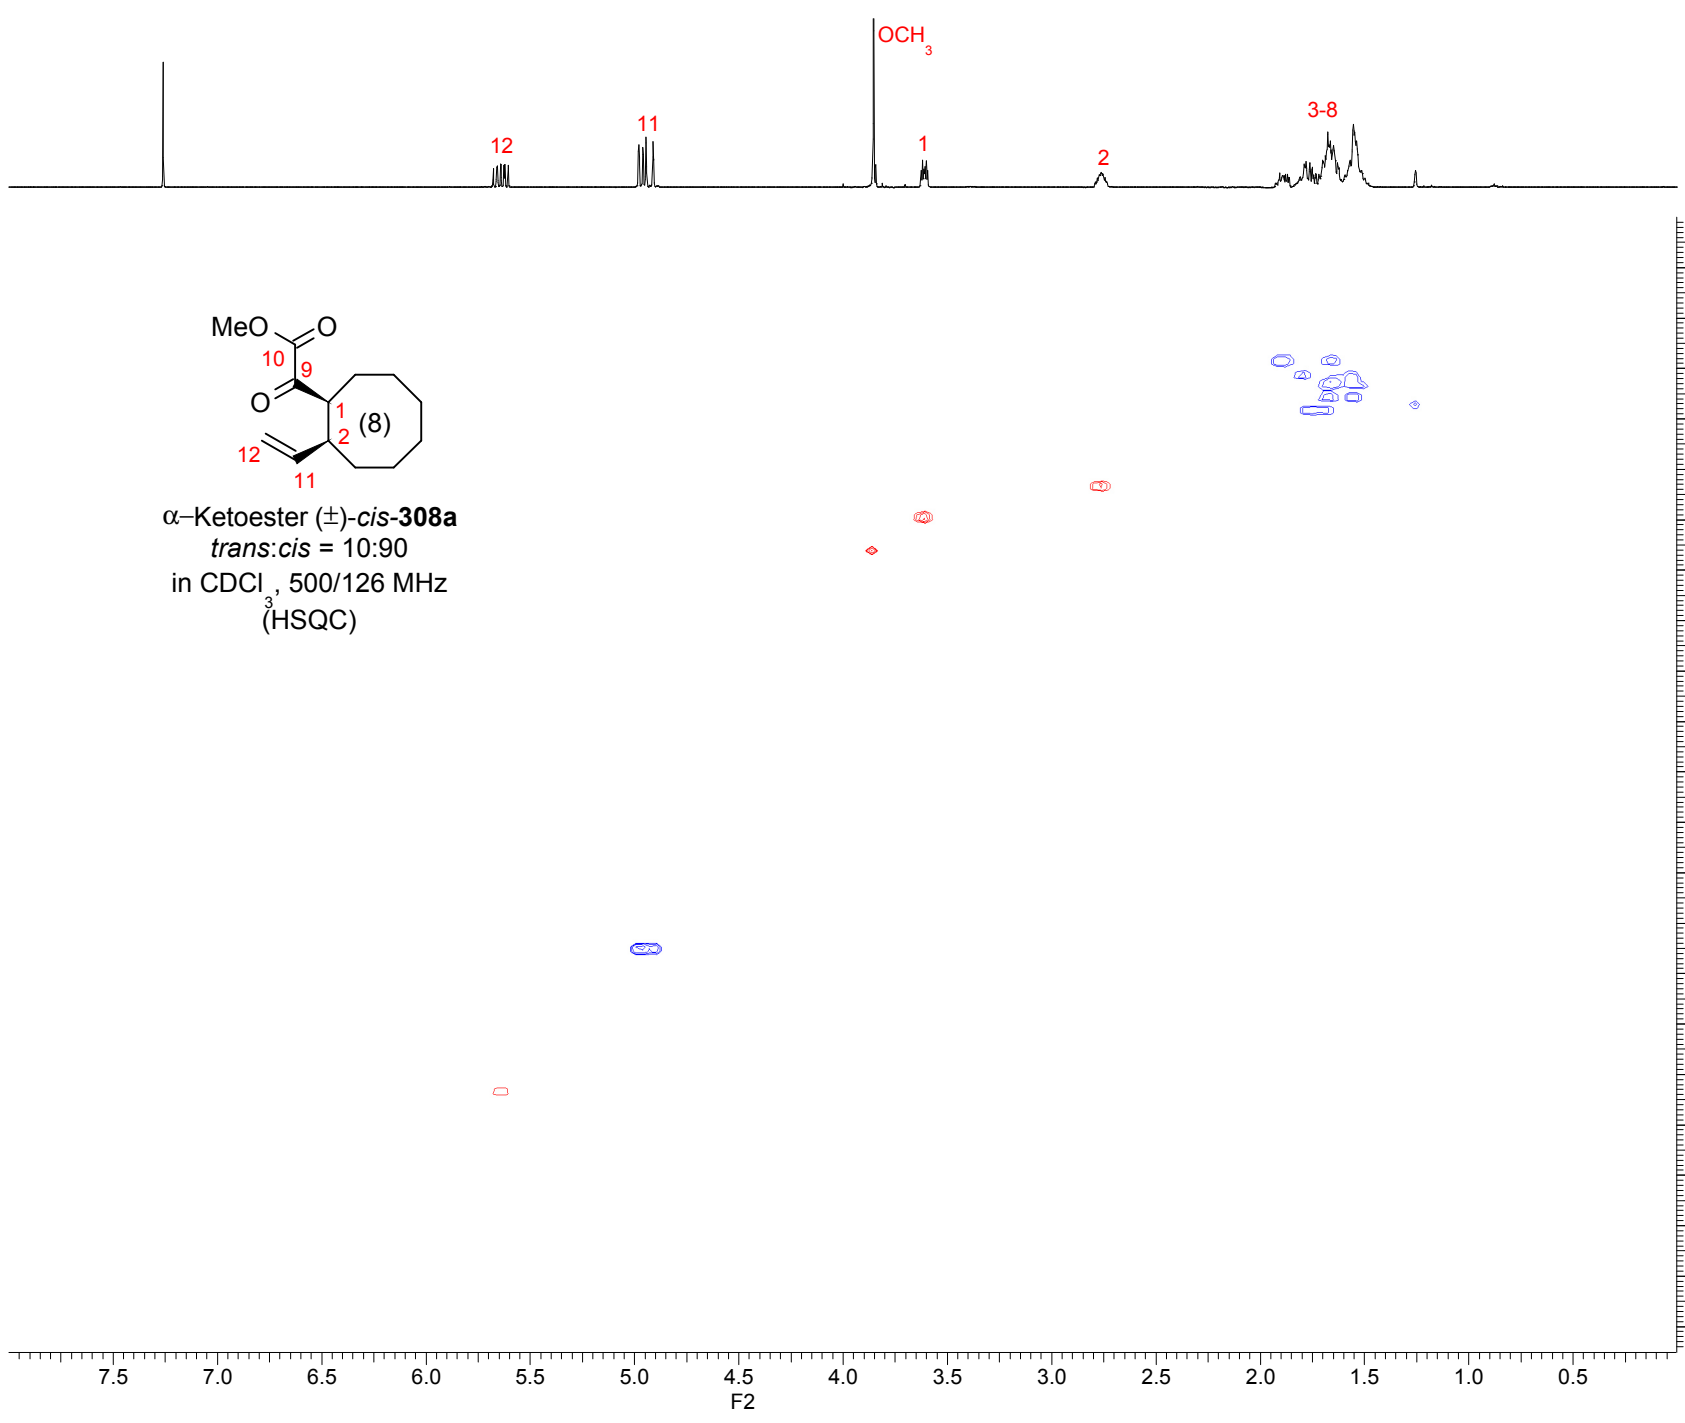 OCH3
12
11
1
2
3-8
MeO
O
10
9
O
1
(8)
2
12
11
α–Ketoester (±)-cis-308a
trans:cis = 10:90
in CDCl3, 500/126 MHz
(HSQC)
7.5 7.0 6.5 6.0 5.5 5.0 4.5 4.0 3.5 3.0 2.5 2.0 1.5 1.0 0.5
F2